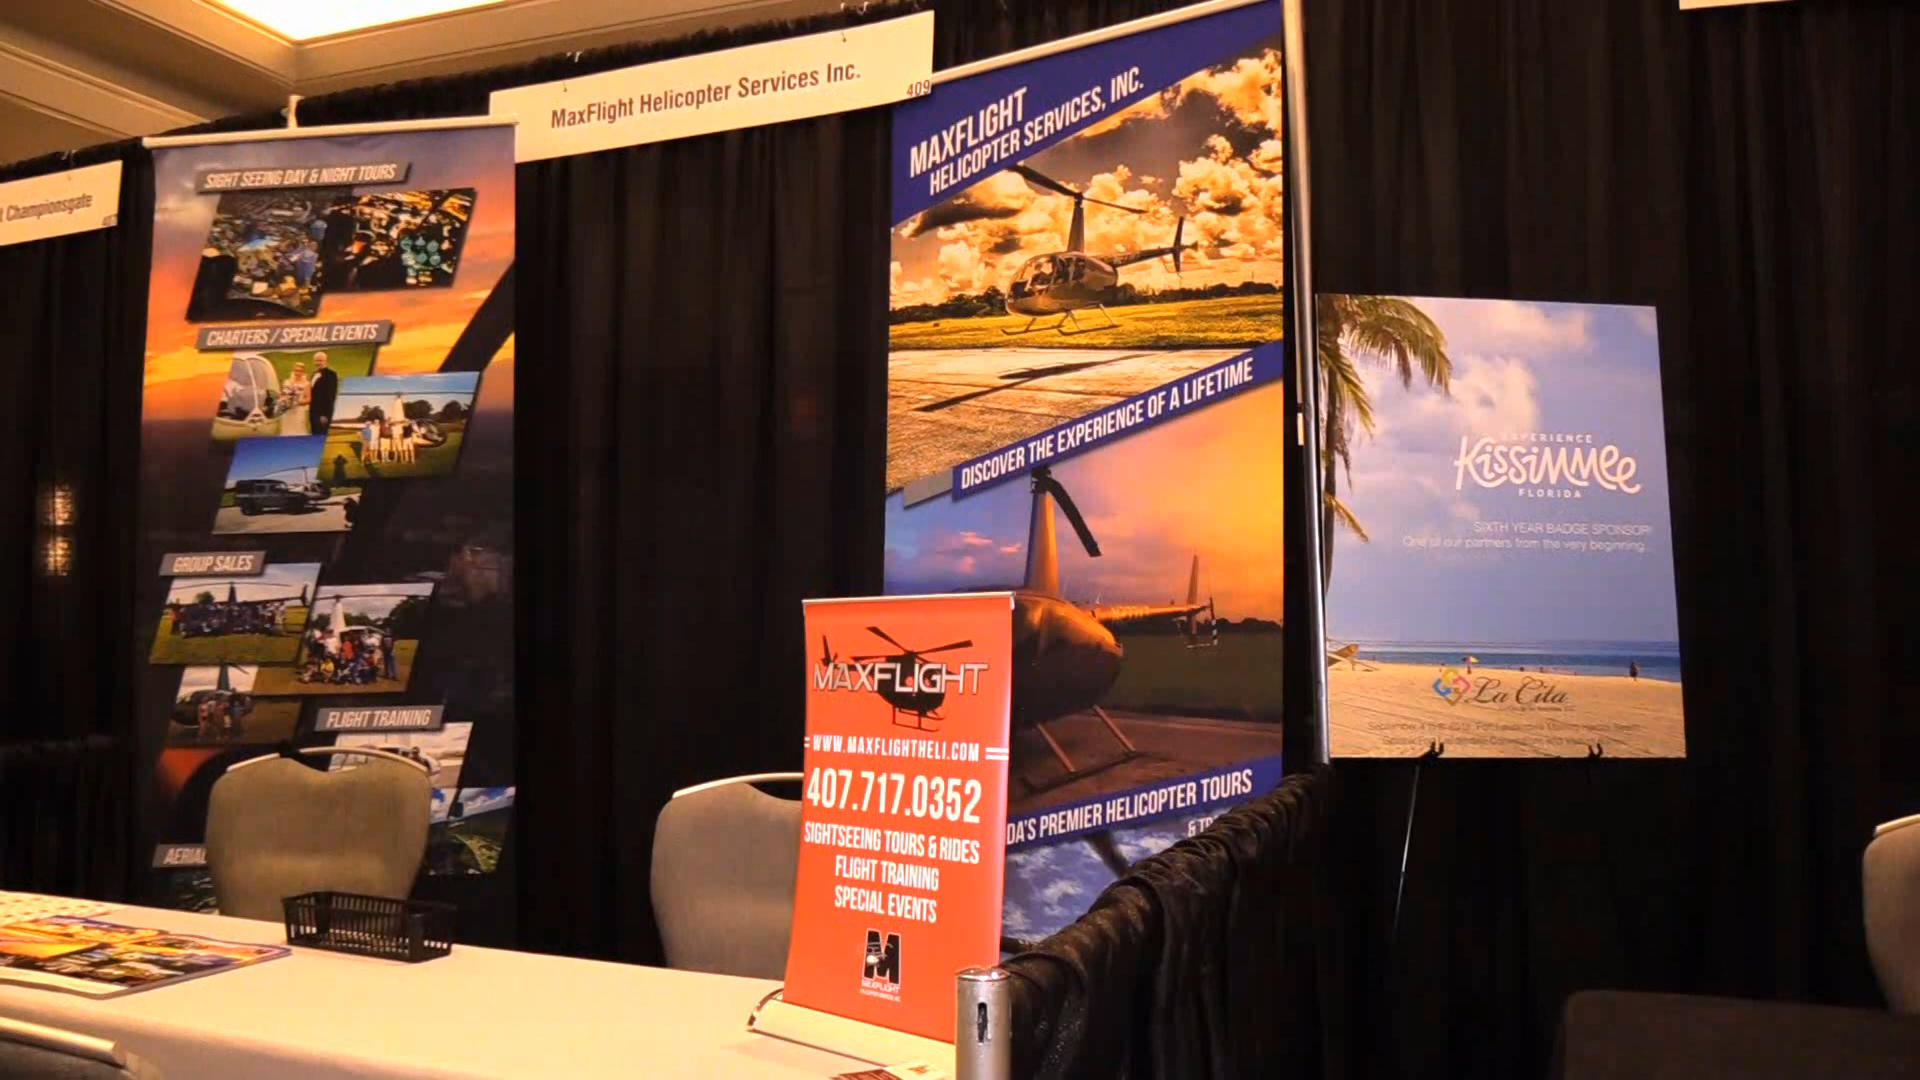 MaxFlight Helicopter Services Inc.
409
Championsgate
SIGHT SEEING DAY & NIGHT TOURS
CHARTERS / SPECIAL EVENTS
GROUP SALES
FLIGHT TRAINING
AERIAL
MAXFLIGHT
HELICOPTER SERVICES, INC.
DISCOVER THE EXPERIENCE OF A LIFETIME
DA'S PREMIER HELICOPTER TOURS
MAXFLIGHT
WWW.MAXFLIGHTHELI.COM
407.717.0352
SIGHTSEEING TOURS & RIDES
FLIGHT TRAINING
SPECIAL EVENTS
M
MAXFLIGHT
EXPERIENCE
Kissimmee
FLORIDA
SIXTH YEAR BADGE SPONSOR!
One of our partners from the very beginning...
La Cita